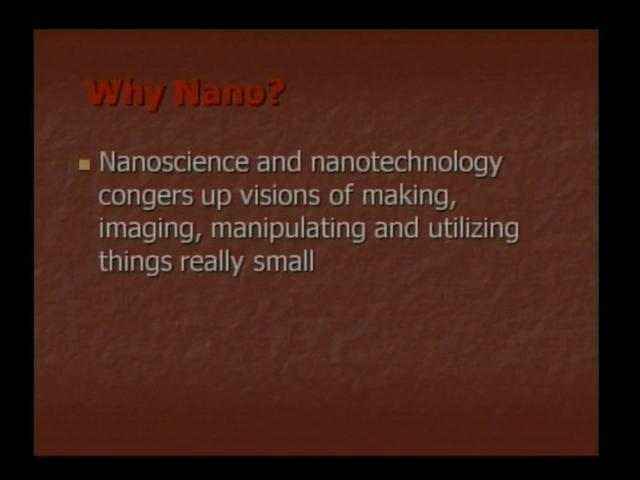 Why Nano?
Nanoscience and nanotechnology
congers up visions of making,
imaging, manipulating and utilizing
things really small